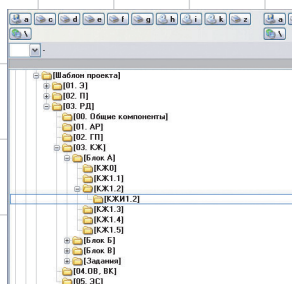 a c d e f g h i k z a
\ \
-
[Шаблон проекта]
[01. Э]
[02. П]
[03. РД]
[00. Общие компоненты]
[01. АР]
[02. ГП]
[03. КЖ]
[Блок А]
[КЖ0]
[КЖ1.1]
[КЖ1.2]
[КЖИ1.2]
[КЖ1.3]
[КЖ1.4]
[КЖ1.5]
[Блок Б]
[Блок В]
[Задания]
[04.ОВ, ВК]
[05. ЭС]